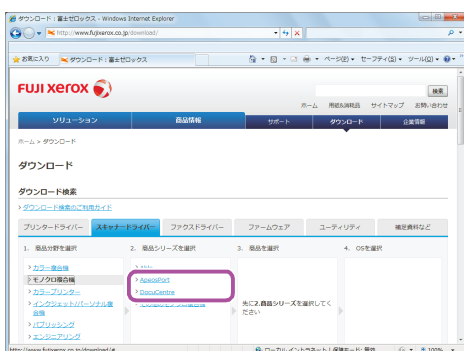 ダウンロード : 富士ゼロックス - Windows Internet Explorer
http://www.fujixerox.co.jp/download/
お気に入り ダウンロード : 富士ゼロックス ページ(P) セーフティ(S) ツール(O)
FUJI xerox
検索
ホーム 用紙&消耗品 サイトマップ お問い合わせ
ソリューション 商品情報 サポート ダウンロード 企業情報
ホーム > ダウンロード
ダウンロード
ダウンロード検索
> ダウンロード検索のご利用ガイド
プリンタードライバー スキャナードライバー ファクスドライバー ファームウェア ユーティリティ 補足資料など
1. 商品分野を選択 2. 商品シリーズを選択 3. 商品を選択 4. OSを選択
> カラー複合機
> モノクロ複合機 > ApeosPort
> カラープリンター > DocuCentre
> インクジェット/パーソナル複合機 先に2.商品シリーズを選択してください
> パブリッシング
> エンジニアリング
http://www.fujixerox.co.jp/download/# ローカル イントラネット | 保護モード: 無効 100%